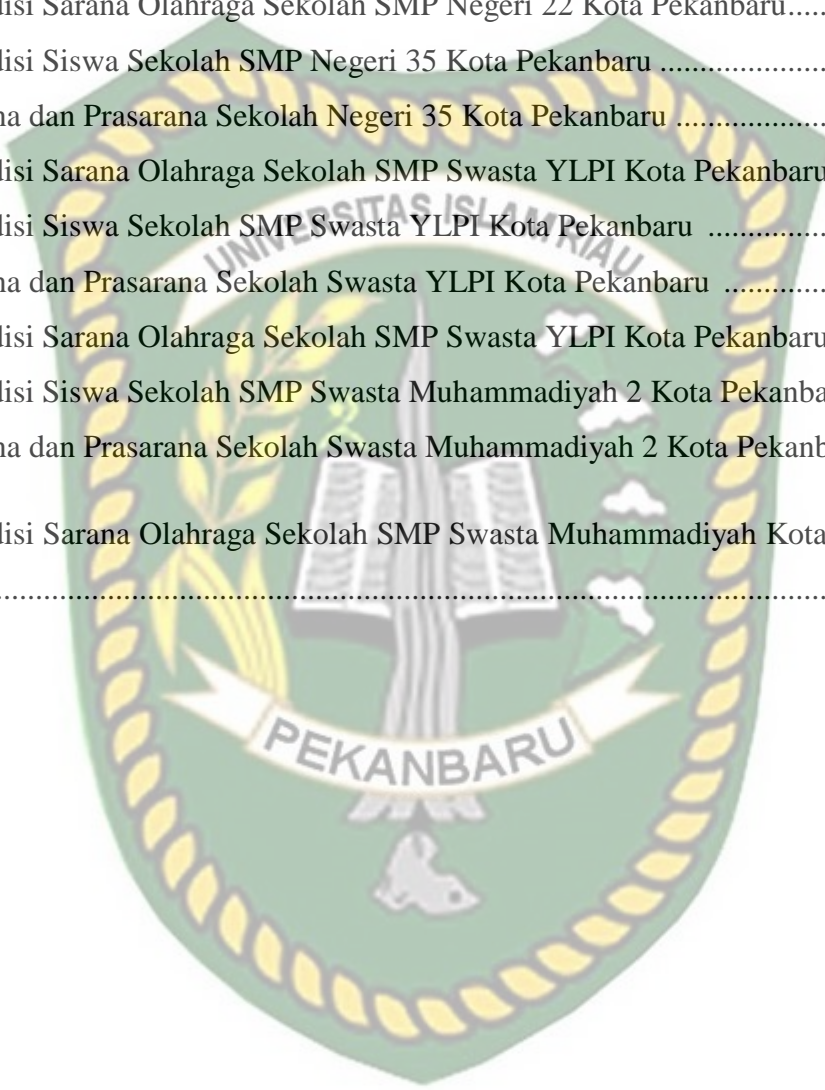 disi Sarana Olahraga Sekolah SMP Negeri 22 Kota Pekanbaru.....
disi Siswa Sekolah SMP Negeri 35 Kota Pekanbaru ..................
na dan Prasarana Sekolah Negeri 35 Kota Pekanbaru ................
disi Sarana Olahraga Sekolah SMP Swasta YLPI Kota Pekanbaru
disi Siswa Sekolah SMP Swasta YLPI Kota Pekanbaru .............
UNIVERSITAS ISLAM RIAU
na dan Prasarana Sekolah Swasta YLPI Kota Pekanbaru ...........
disi Sarana Olahraga Sekolah SMP Swasta YLPI Kota Pekanbaru
disi Siswa Sekolah SMP Swasta Muhammadiyah 2 Kota Pekanba
na dan Prasarana Sekolah Swasta Muhammadiyah 2 Kota Pekanb
disi Sarana Olahraga Sekolah SMP Swasta Muhammadiyah Kota
..........................................................................................
PEKANBARU